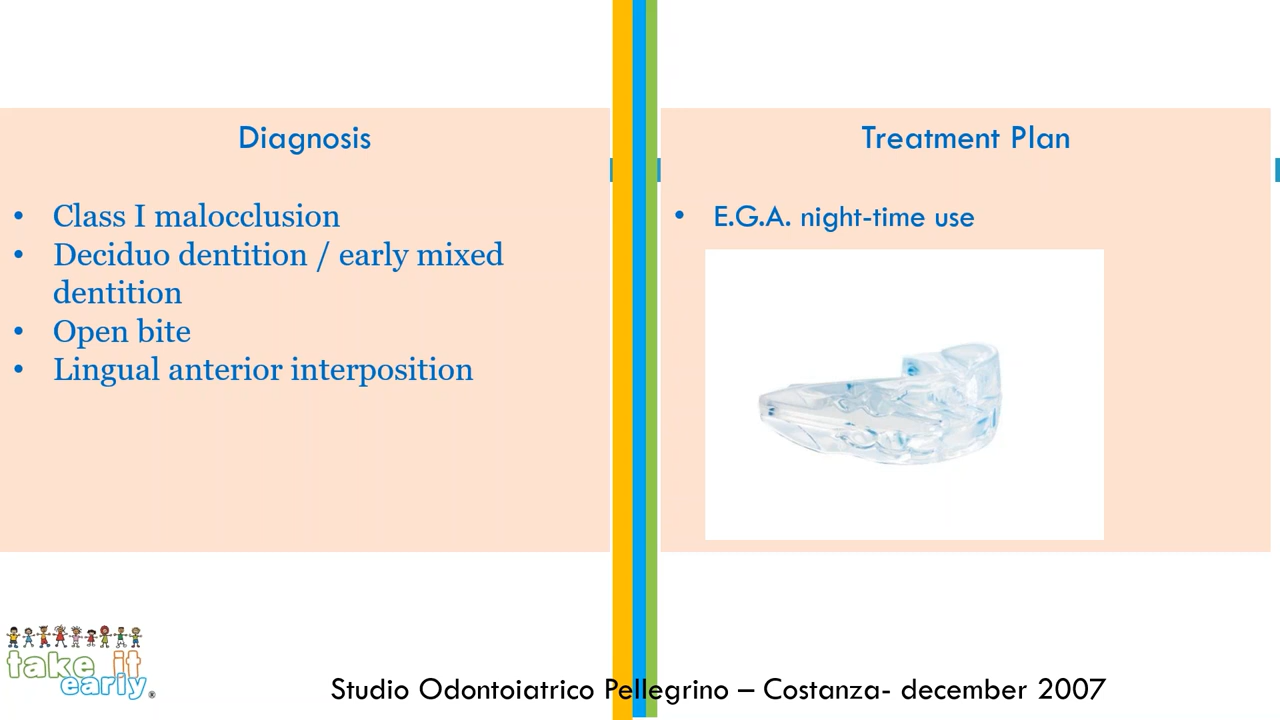 Diagnosis
• Class I malocclusion
• Deciduo dentition / early mixed
dentition
• Open bite
• Lingual anterior interposition
Treatment Plan
• E.G.A. night-time use
take it
early®
Studio Odontoiatrico Pellegrino – Costanza- december 2007